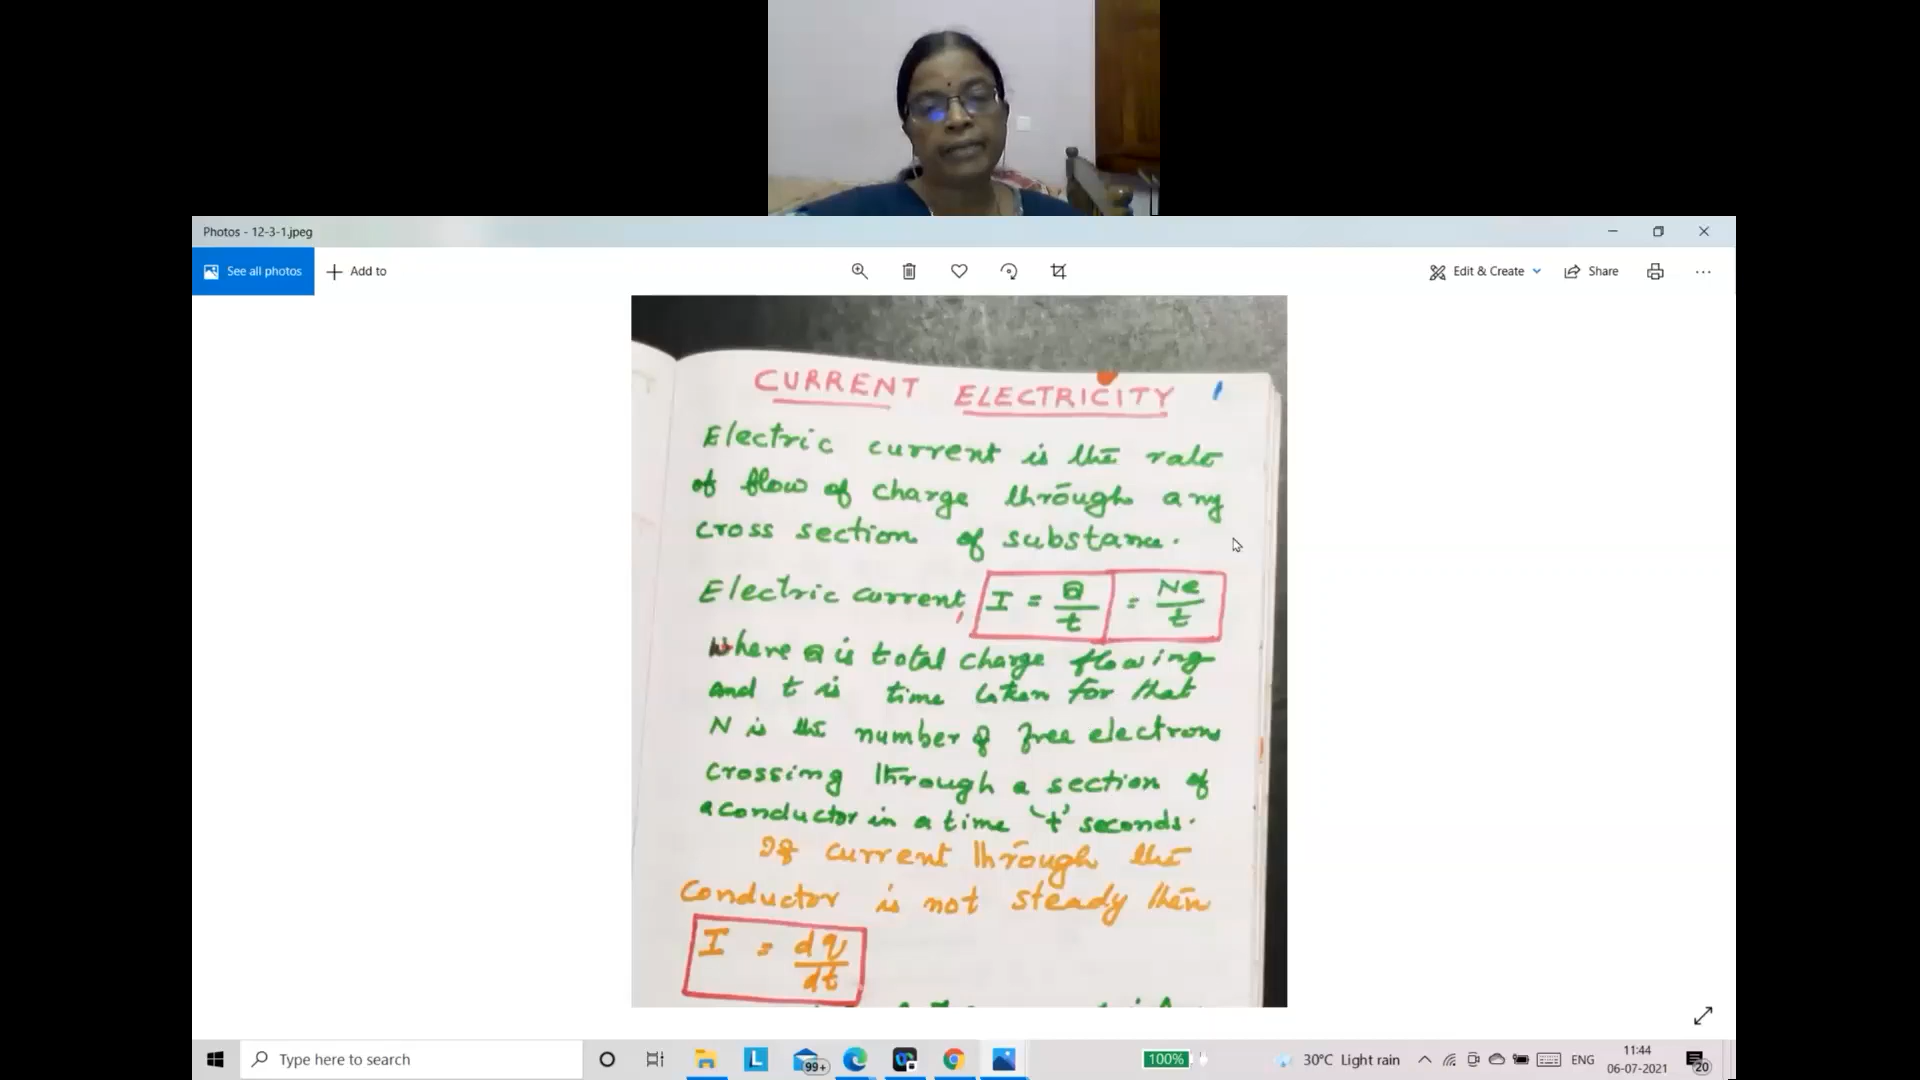 Photos - 12-3-1.jpeg
See all photos
Add to
Edit & Create
Share
CURRENT ELECTRICITY 1
Electric current is the rate
of flow of charge through any
cross section of substance.
Electric current, I = Q/t = Ne/t
Where Q is total charge flowing
and t is time taken for that
N is the number of free electrons
crossing through a section of
a conductor in a time 't' seconds.
If current through the
conductor is not steady then
I = dq/dt
Type here to search
L
99+
100%
30°C Light rain
ENG
11:44
06-07-2021
20